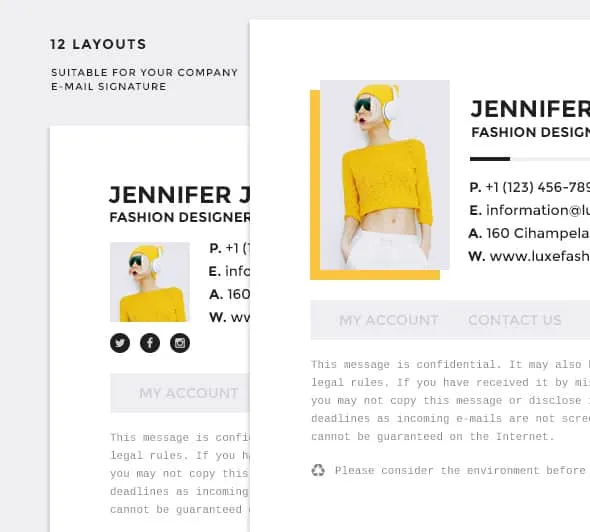 12 LAYOUTS
SUITABLE FOR YOUR COMPANY
E-MAIL SIGNATURE
JENNIFER J
FASHION DESIGNER
P. +1 (1
E. info
A. 160
W. ww
MY ACCOUNT
This message is confi
legal rules. If you h
you may not copy this
deadlines as incoming
cannot be guaranteed
JENNIFER
FASHION DESIGN
P. +1 (123) 456-789
E. information@lu
A. 160 Cihampela
W. www.luxefash
MY ACCOUNT CONTACT US
This message is confidential. It may also
legal rules. If you have received it by mi
you may not copy this message or disclose
deadlines as incoming e-mails are not scre
cannot be guaranteed on the Internet.
Please consider the environment before